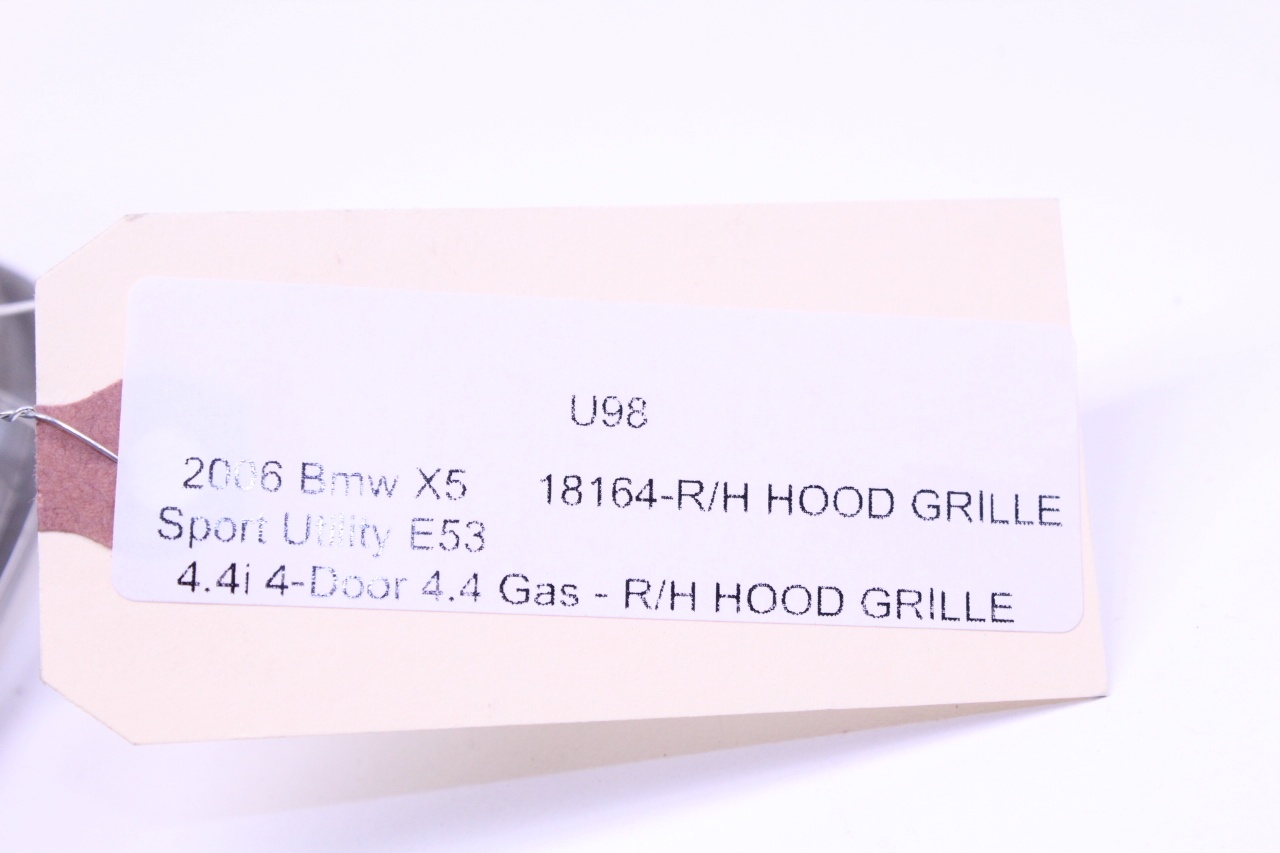 U98
2006 Bmw X5 18164-R/H HOOD GRILLE
Sport Utility E53
4.4i 4-Door 4.4 Gas - R/H HOOD GRILLE